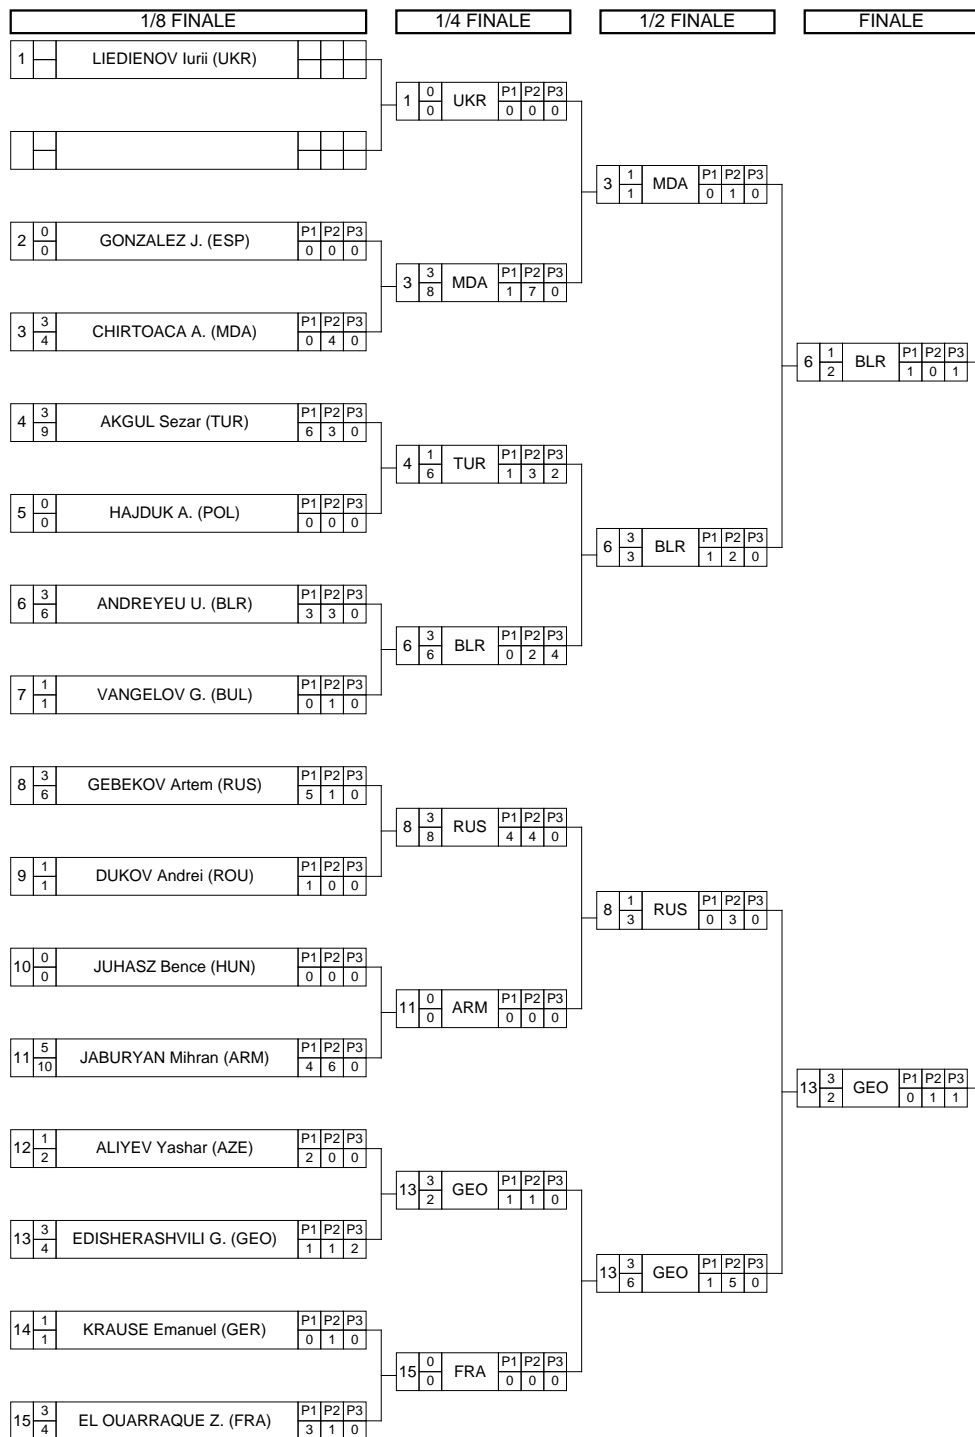 1/8 FINALE 1/4 FINALE 1/2 FINALE FINALE
1 LIEDIENOV Iurii (UKR)
1 0 0 UKR P1 P2 P3 0 0 0
3 1 1 MDA P1 P2 P3 0 1 0
2 0 0 GONZALEZ J. (ESP) P1 P2 P3 0 0 0
3 3 8 MDA P1 P2 P3 1 7 0
3 3 4 CHIRTOACA A. (MDA) P1 P2 P3 0 4 0
6 1 2 BLR P1 P2 P3 1 0 1
4 3 9 AKGUL Sezar (TUR) P1 P2 P3 6 3 0
4 1 6 TUR P1 P2 P3 1 3 2
5 0 0 HAJDUK A. (POL) P1 P2 P3 0 0 0
6 3 3 BLR P1 P2 P3 1 2 0
6 3 6 ANDREYEU U. (BLR) P1 P2 P3 3 3 0
6 3 6 BLR P1 P2 P3 0 2 4
7 1 1 VANGELOV G. (BUL) P1 P2 P3 0 1 0
8 3 6 GEBEKOV Artem (RUS) P1 P2 P3 5 1 0
8 3 8 RUS P1 P2 P3 4 4 0
9 1 1 DUKOV Andrei (ROU) P1 P2 P3 1 0 0
8 1 3 RUS P1 P2 P3 0 3 0
10 0 0 JUHASZ Bence (HUN) P1 P2 P3 0 0 0
11 0 0 ARM P1 P2 P3 0 0 0
11 5 10 JABURYAN Mihran (ARM) P1 P2 P3 4 6 0
13 3 2 GEO P1 P2 P3 0 1 1
12 1 2 ALIYEV Yashar (AZE) P1 P2 P3 2 0 0
13 3 2 GEO P1 P2 P3 1 1 0
13 3 4 EDISHERASHVILI G. (GEO) P1 P2 P3 1 1 2
13 3 6 GEO P1 P2 P3 1 5 0
14 1 1 KRAUSE Emanuel (GER) P1 P2 P3 0 1 0
15 0 0 FRA P1 P2 P3 0 0 0
15 3 4 EL OUARRAQUE Z. (FRA) P1 P2 P3 3 1 0